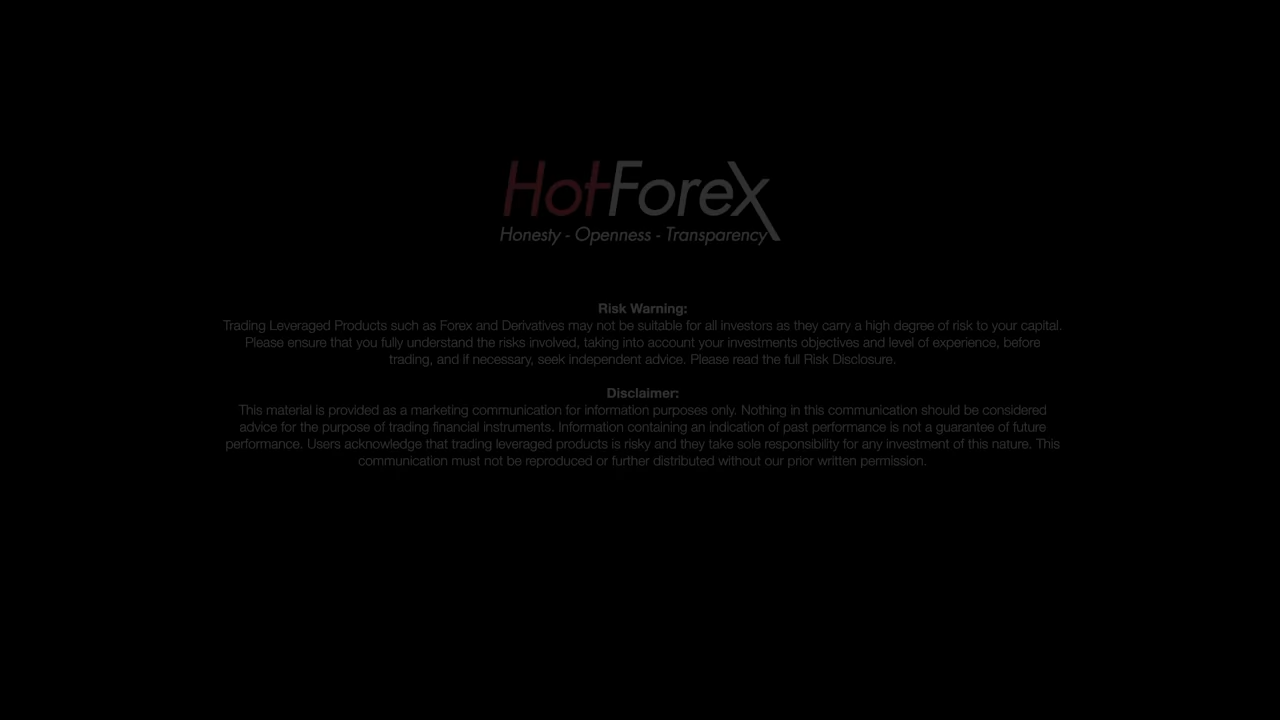 HotForex
Honesty - Openness - Transparency
Risk Warning:
Trading Leveraged Products such as Forex and Derivatives may not be suitable for all investors as they carry a high degree of risk to your capital.
Please ensure that you fully understand the risks involved, taking into account your investments objectives and level of experience, before
trading, and if necessary, seek independent advice. Please read the full Risk Disclosure.
Disclaimer:
This material is provided as a marketing communication for information purposes only. Nothing in this communication should be considered
advice for the purpose of trading financial instruments. Information containing an indication of past performance is not a guarantee of future
performance. Users acknowledge that trading leveraged products is risky and they take sole responsibility for any investment of this nature. This
communication must not be reproduced or further distributed without our prior written permission.